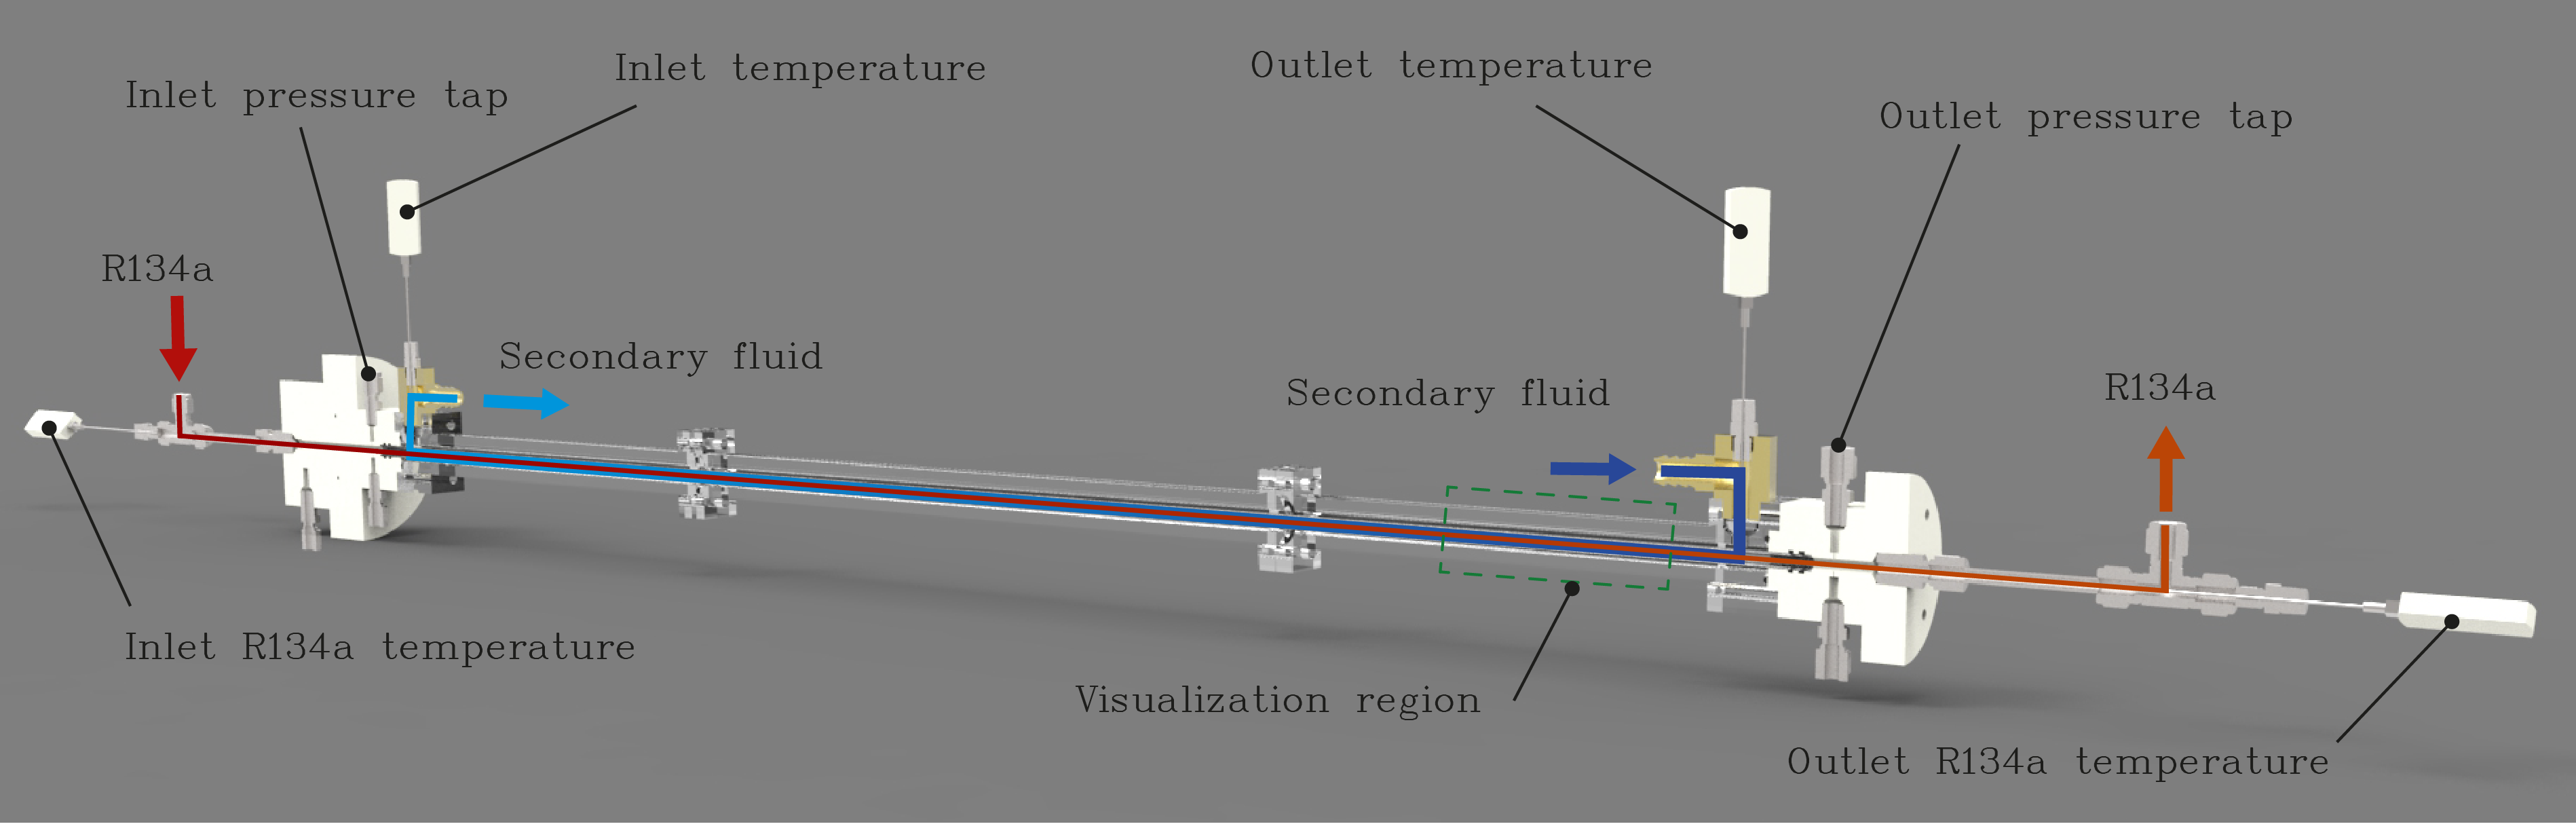 Inlet temperature
Outlet temperature
Inlet pressure tap
Outlet pressure tap
R134a
Secondary fluid
Secondary fluid
R134a
Inlet R134a temperature
Visualization region
Outlet R134a temperature